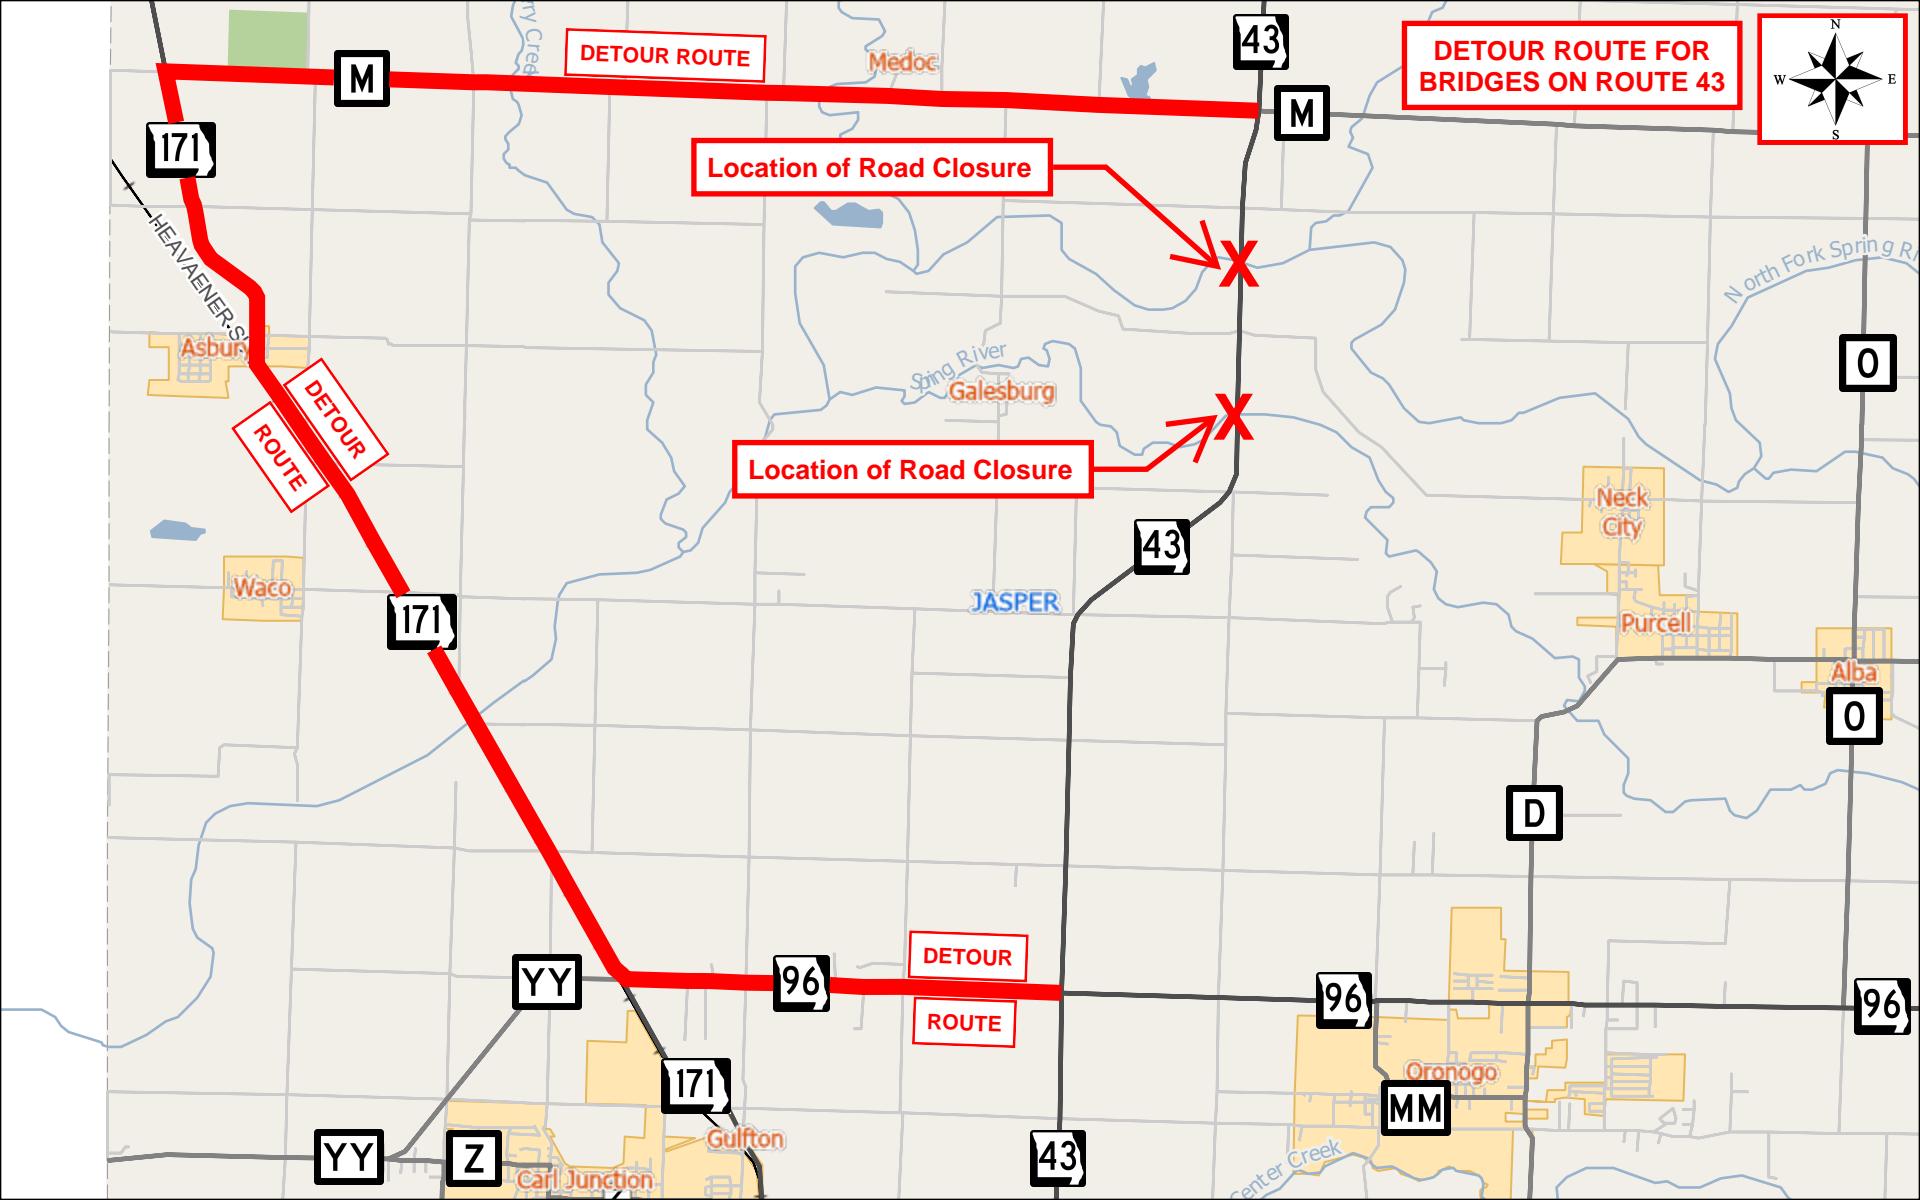 43
DETOUR ROUTE FOR
BRIDGES ON ROUTE 43
N
W
E
S
DETOUR ROUTE
Medoc
M
M
171
Location of Road Closure
X
HEAVAENER S
North Fork Spring Ri
Asbury
Spring River
Galesburg
O
DETOUR
ROUTE
X
Location of Road Closure
Neck
City
43
Waco
JASPER
171
Purcell
Alba
O
D
DETOUR
YY
96
96
96
ROUTE
Oronogo
171
MM
Gulfton
YY
Z
43
Carl Junction
Center Creek